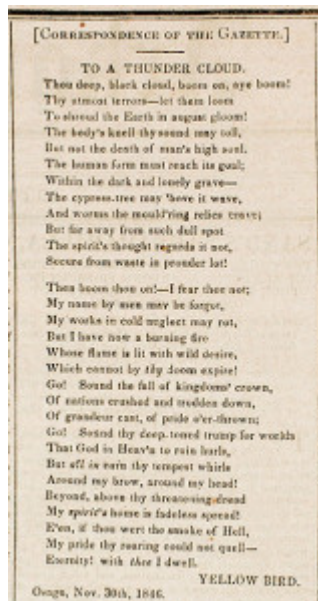 [CORRESPONDENCE OF THE GAZETTE.]
TO A THUNDER CLOUD.
Thou deep, black cloud, boom on, aye boom!
Thy utmost terrors—let them loom
To shroud the Earth in august gloom!
The body's knell thy sound may toll,
But not the death of man's high soul.
The human form must reach its goal;
Within the dark and lonely grave—
The cypress-tree may 'bove it wave,
And worms the mould'ring relics crave;
But far away from such dull spot
The spirit's thought regards it not,
Secure from waste in prouder lot!
Then boom thou on!—I fear thee not;
My name by men may be forgot,
My works in cold neglect may rot,
But I have now a burning fire
Whose flame is lit with wild desire,
Which cannot by thy doom expire!
Go! Sound the fall of kingdoms' crown,
Of nations crushed and trodden down,
Of grandeur cast, of pride o'er-thrown;
Go! Sound thy deep-toned trump for worlds
That God in Heav'n to ruin hurls,
But all in vain thy tempest whirls
Around my brow, around my head!
Beyond, above thy threatening dread
My spirit's home is fadeless spread!
E'en, if thou wert the smoke of Hell,
My pride thy roaring could not quell—
Eternity! with thee I dwell.
YELLOW BIRD.
Osage, Nov. 30th, 1846.